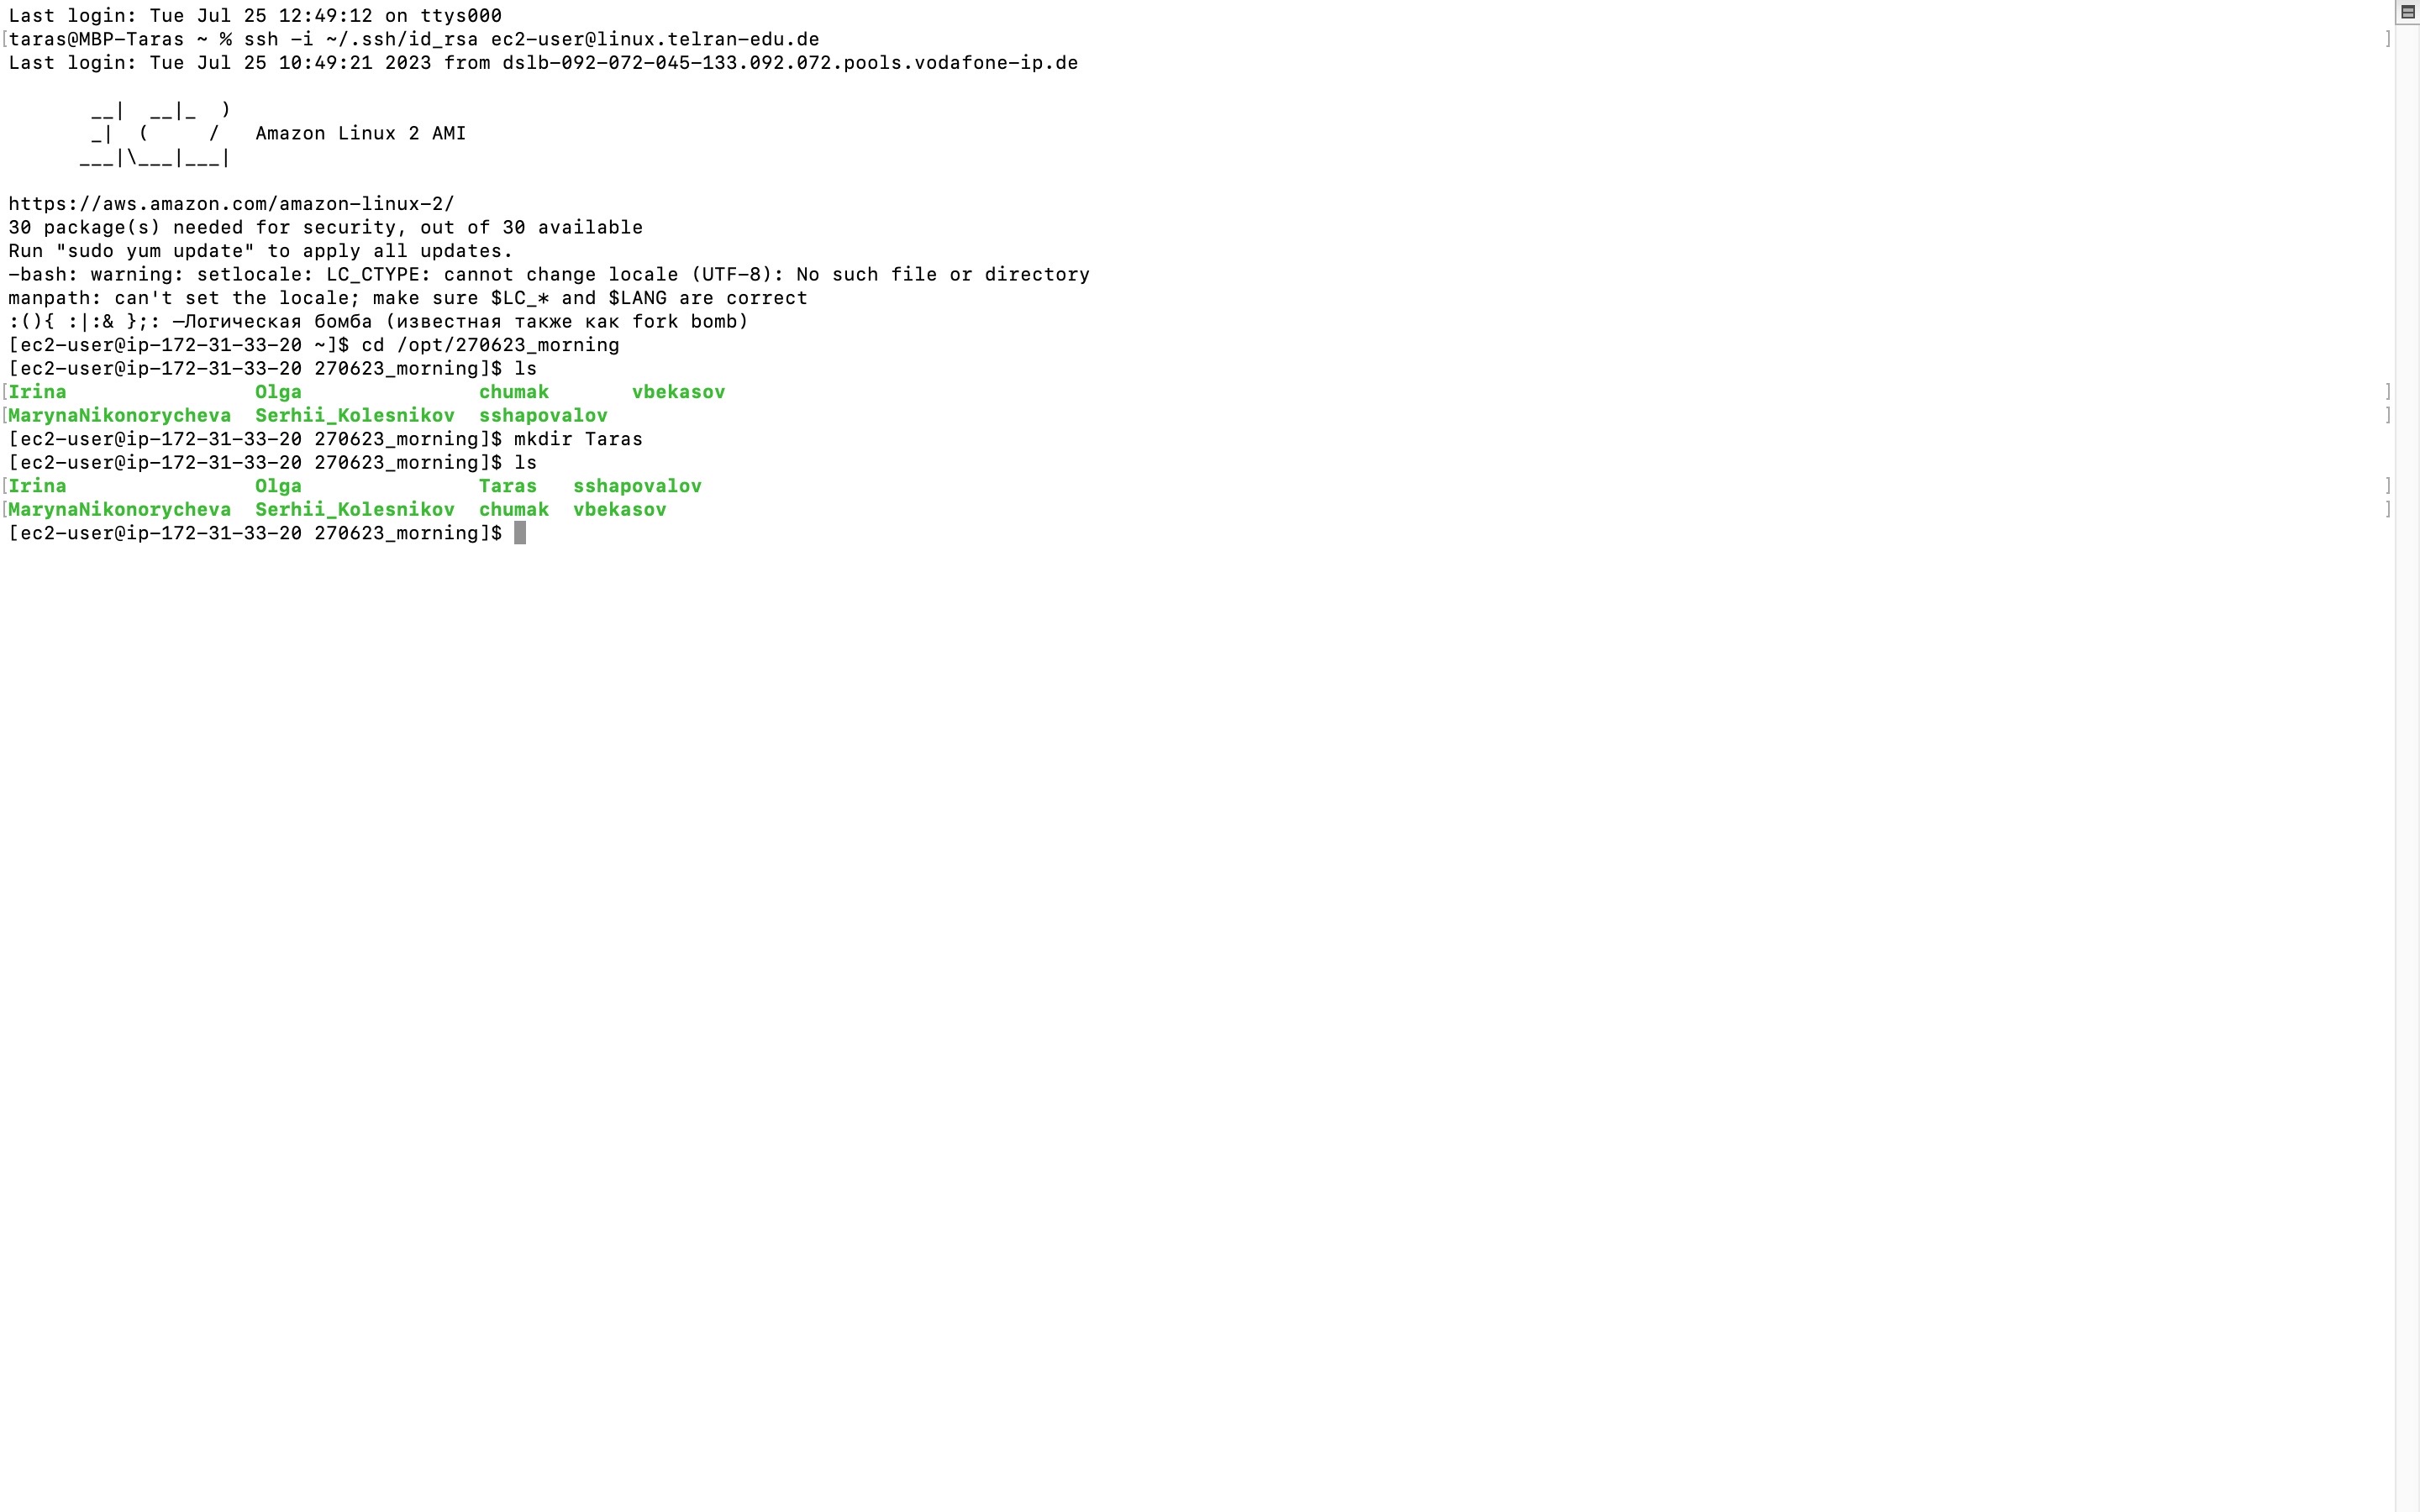 Last login: Tue Jul 25 12:49:12 on ttys000
[taras@MBP-Taras ~ % ssh -i ~/.ssh/id_rsa ec2-user@linux.telran-edu.de ]
Last login: Tue Jul 25 10:49:21 2023 from dslb-092-072-045-133.092.072.pools.vodafone-ip.de

       __|  __|_  )
       _|  (     /   Amazon Linux 2 AMI
      ___|\___|___|

https://aws.amazon.com/amazon-linux-2/
30 package(s) needed for security, out of 30 available
Run "sudo yum update" to apply all updates.
-bash: warning: setlocale: LC_CTYPE: cannot change locale (UTF-8): No such file or directory
manpath: can't set the locale; make sure $LC_* and $LANG are correct
:(){ :|:& };: —Логическая бомба (известная также как fork bomb)
[ec2-user@ip-172-31-33-20 ~]$ cd /opt/270623_morning
[ec2-user@ip-172-31-33-20 270623_morning]$ ls
[Irina                Olga               chumak       vbekasov ]
[MarynaNikonorycheva  Serhii_Kolesnikov  sshapovalov ]
[ec2-user@ip-172-31-33-20 270623_morning]$ mkdir Taras
[ec2-user@ip-172-31-33-20 270623_morning]$ ls
[Irina                Olga               Taras   sshapovalov ]
[MarynaNikonorycheva  Serhii_Kolesnikov  chumak  vbekasov ]
[ec2-user@ip-172-31-33-20 270623_morning]$